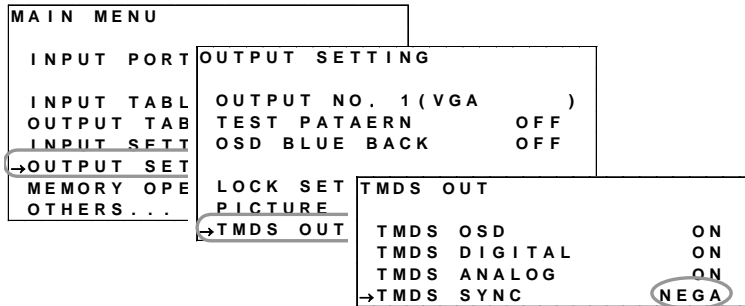 MAIN MENU
INPUT PORT
INPUT TABL
OUTPUT TAB
INPUT SETT
→OUTPUT SET
MEMORY OPE
OTHERS...
OUTPUT SETTING
OUTPUT NO. 1(VGA )
TEST PATAERN OFF
OSD BLUE BACK OFF
LOCK SET
PICTURE
→TMDS OUT
TMDS OUT
TMDS OSD ON
TMDS DIGITAL ON
TMDS ANALOG ON
→TMDS SYNC NEGA